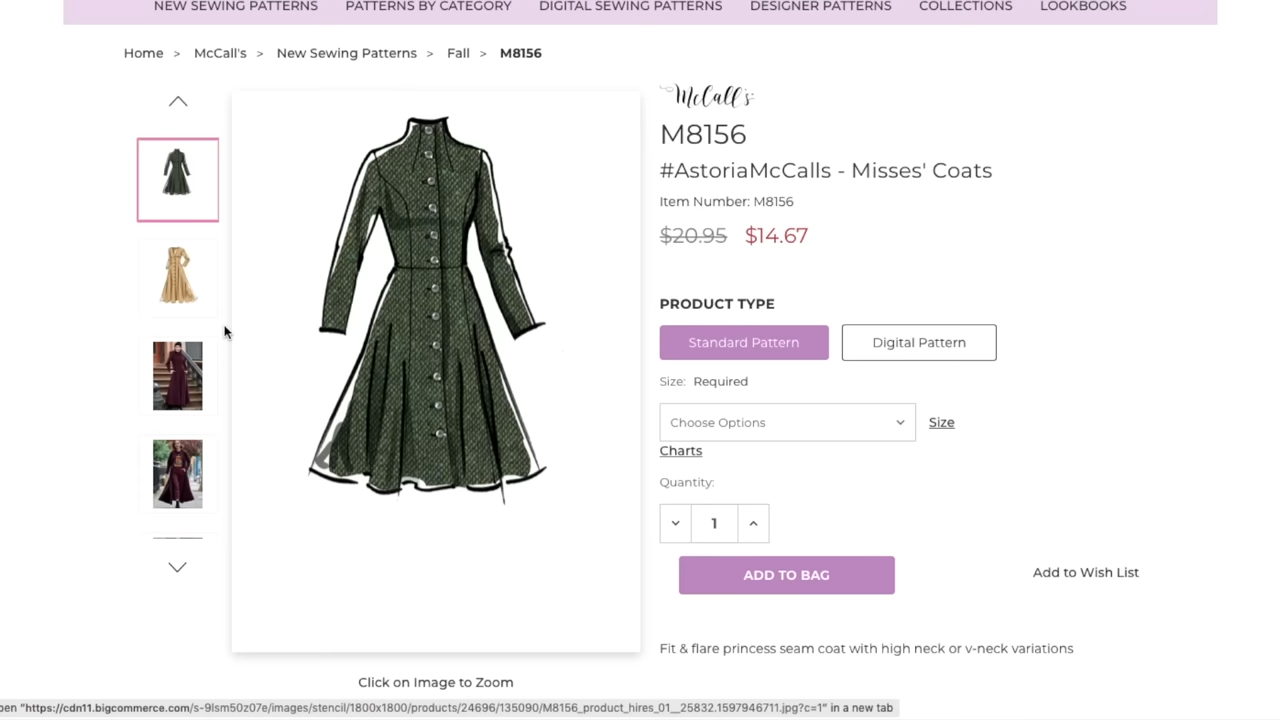 NEW SEWING PATTERNS PATTERNS BY CATEGORY DIGITAL SEWING PATTERNS DESIGNER PATTERNS COLLECTIONS LOOKBOOKS
Home > McCall's > New Sewing Patterns > Fall > M8156
McCall's
M8156
#AstoriaMcCalls - Misses' Coats
Item Number: M8156
$20.95 $14.67
PRODUCT TYPE
Standard Pattern Digital Pattern
Size: Required
Choose Options Size
Charts
Quantity:
1
ADD TO BAG Add to Wish List
Fit & flare princess seam coat with high neck or v-neck variations
Click on Image to Zoom
pen "https://cdn11.bigcommerce.com/s-9lsm50z07e/images/stencil/1800x1800/products/24696/135090/M8156_product_hires_01__25832.1597946711.jpg?c=1" in a new tab